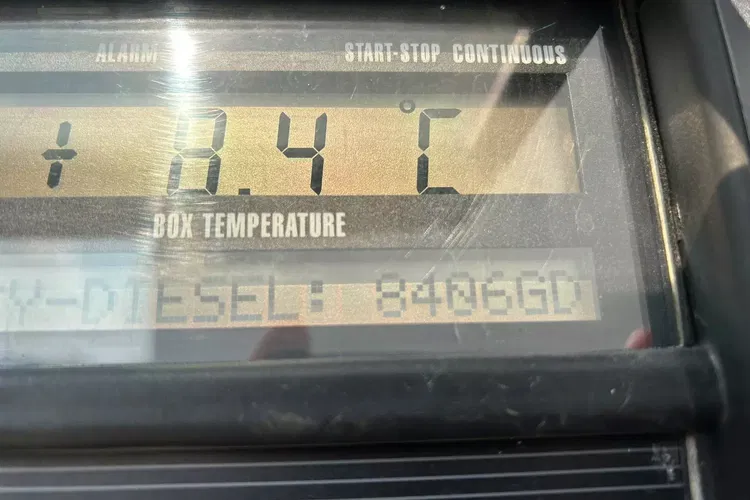 ALARM START-STOP CONTINUOUS
+ 8.4 °C
BOX TEMPERATURE
Y-DIESEL: 8406GD